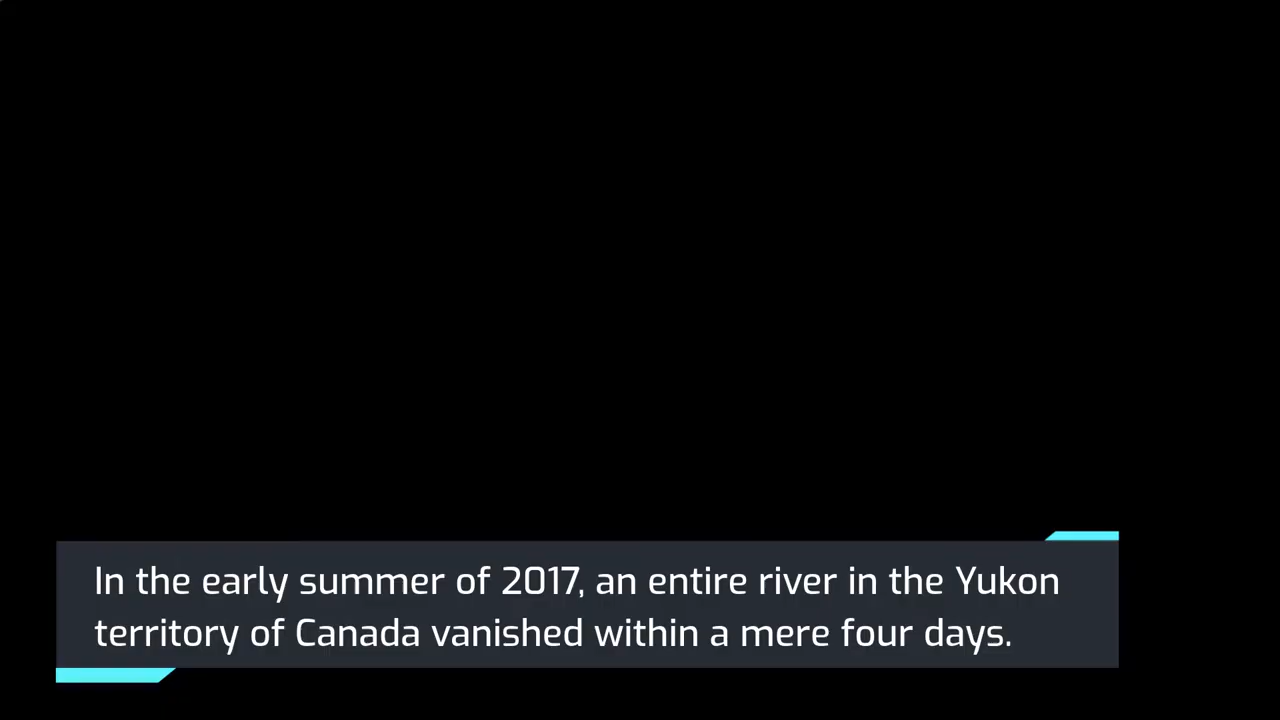 In the early summer of 2017, an entire river in the Yukon
territory of Canada vanished within a mere four days.